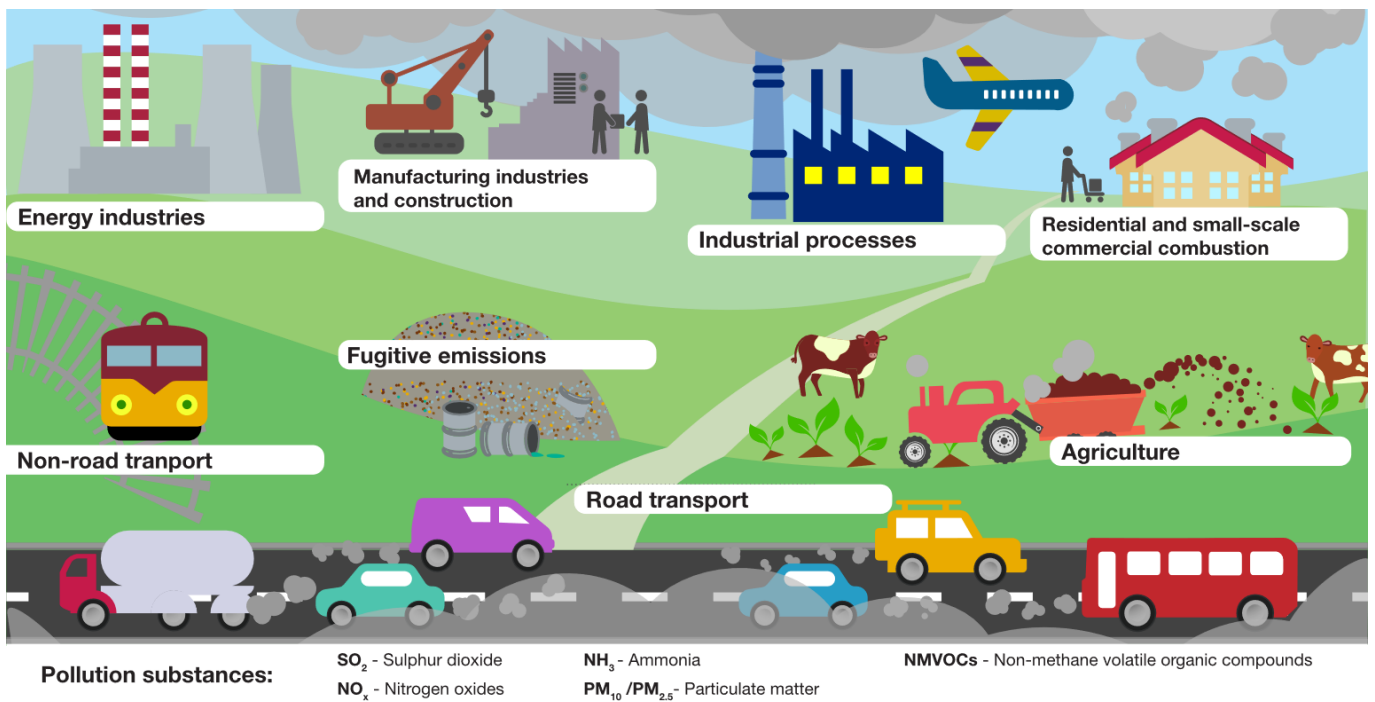 Energy industries
Manufacturing industries
and construction
Industrial processes
Residential and small-scale
commercial combustion
Fugitive emissions
Non-road tranport
Agriculture
Road transport
Pollution substances:
SO₂ - Sulphur dioxide
NOₓ - Nitrogen oxides
NH₃ - Ammonia
PM₁₀ /PM₂.₅- Particulate matter
NMVOCs - Non-methane volatile organic compounds